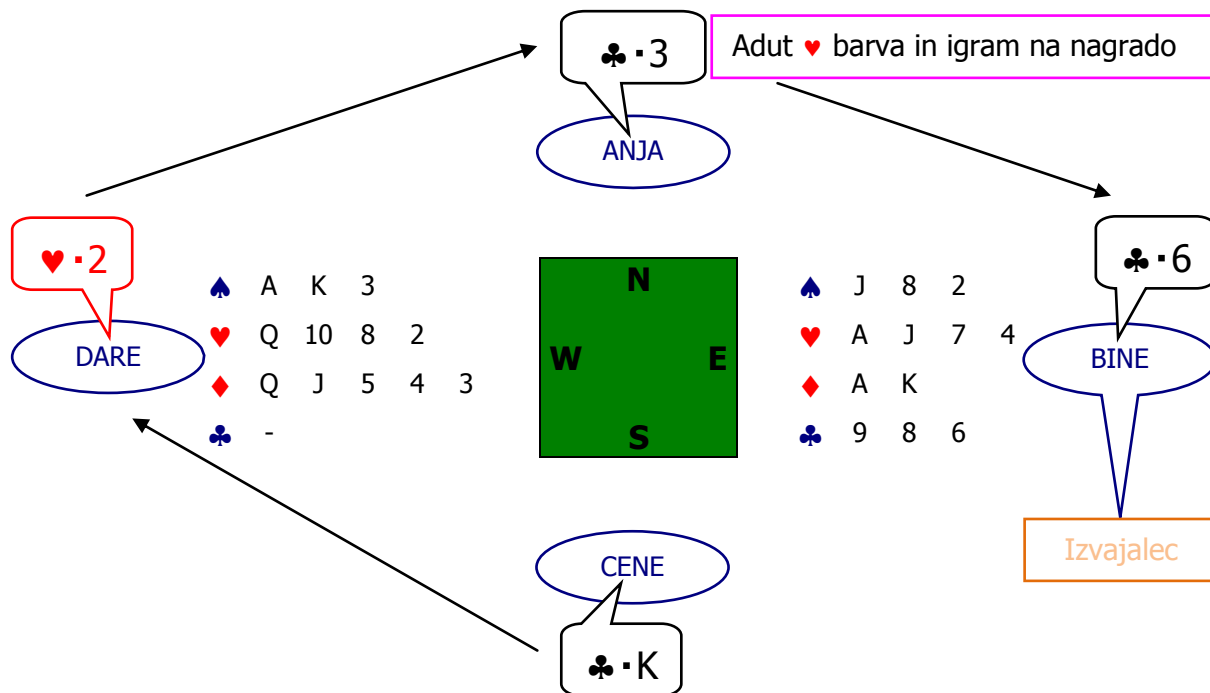 ♣·3
Adut ♥ barva in igram na nagrado
ANJA
♥·2
DARE
♠ A K 3
♥ Q 10 8 2
♦ Q J 5 4 3
♣ -
N
W E
S
♠ J 8 2
♥ A J 7 4
♦ A K
♣ 9 8 6
♣·6
BINE
Izvajalec
CENE
♣·K